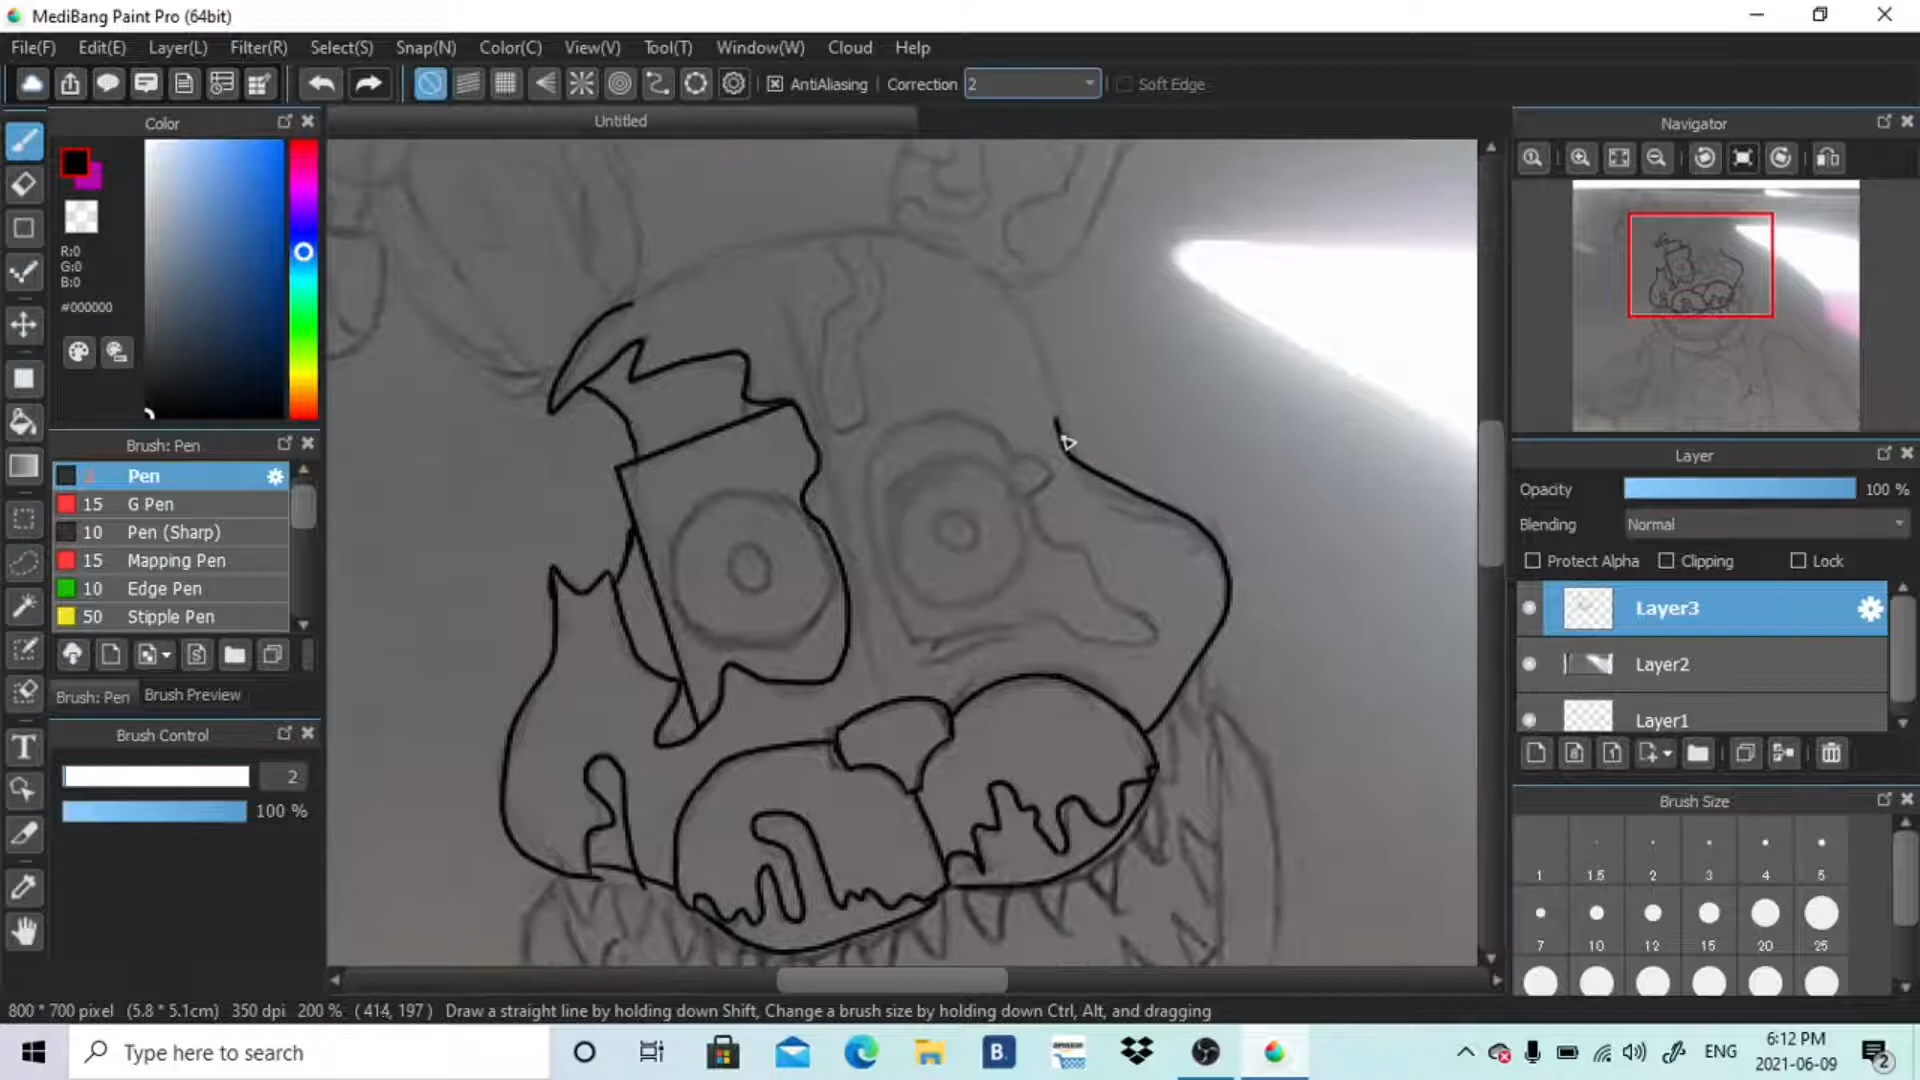 MediBang Paint Pro (64bit)
File(F) Edit(E) Layer(L) Filter(R) Select(S) Snap(N) Color(C) View(V) Tool(T) Window(W) Cloud Help
AntiAliasing Correction 2 Soft Edge
Color
Untitled
Navigator
R:0
G:0
B:0
#000000
Brush: Pen
2 Pen
15 G Pen
10 Pen (Sharp)
15 Mapping Pen
10 Edge Pen
50 Stipple Pen
Brush: Pen Brush Preview
Brush Control
2
100 %
Layer
Opacity 100 %
Blending Normal
Protect Alpha Clipping Lock
Layer3
Layer2
Layer1
Brush Size
1 1.5 2 3 4 5
7 10 12 15 20 25
800 * 700 pixel (5.8 * 5.1cm) 350 dpi 200 % ( 414, 197 ) Draw a straight line by holding down Shift, Change a brush size by holding down Ctrl, Alt, and dragging
Type here to search
B.
amazon
ENG
6:12 PM
2021-06-09
2